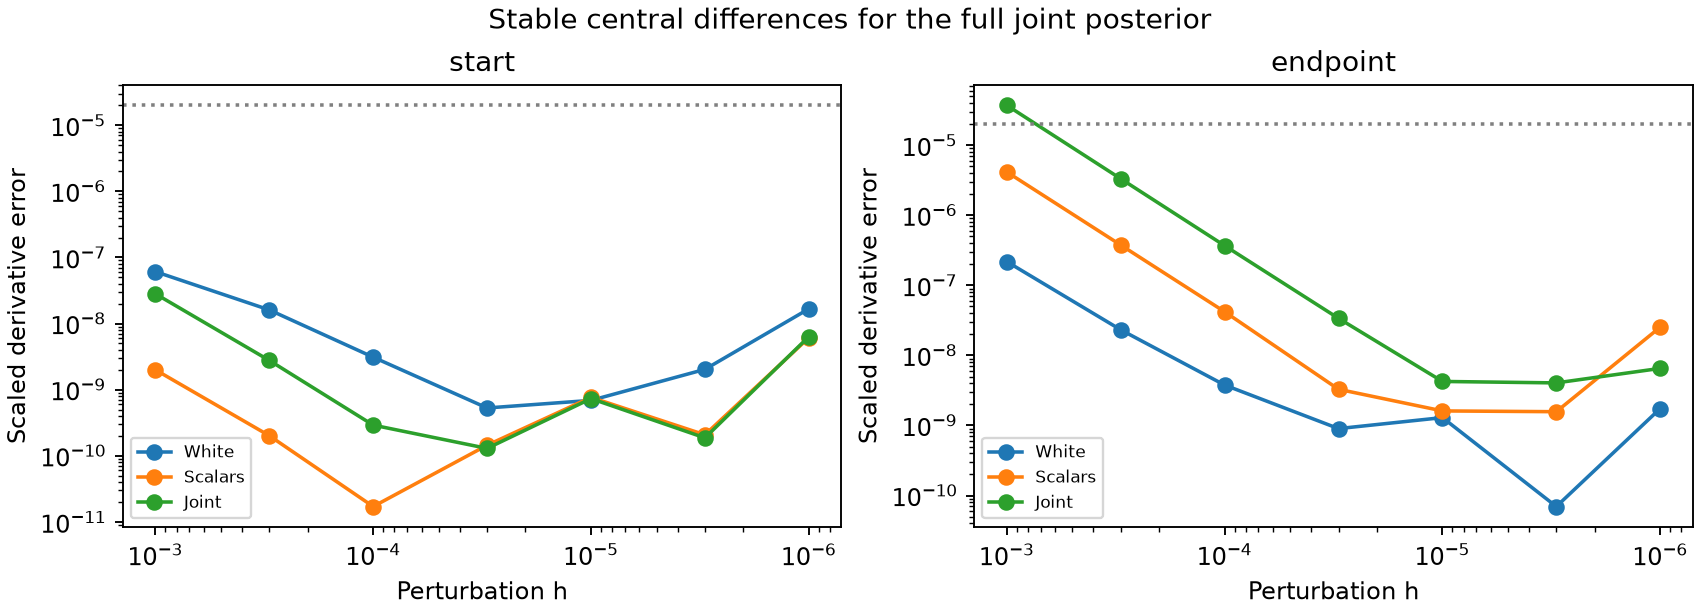 Stable central differences for the full joint posterior
start
Scaled derivative error
10⁻⁵
10⁻⁶
10⁻⁷
10⁻⁸
10⁻⁹
10⁻¹⁰
10⁻¹¹
White
Scalars
Joint
10⁻³ 10⁻⁴ 10⁻⁵ 10⁻⁶
Perturbation h
endpoint
Scaled derivative error
10⁻⁵
10⁻⁶
10⁻⁷
10⁻⁸
10⁻⁹
10⁻¹⁰
White
Scalars
Joint
10⁻³ 10⁻⁴ 10⁻⁵ 10⁻⁶
Perturbation h